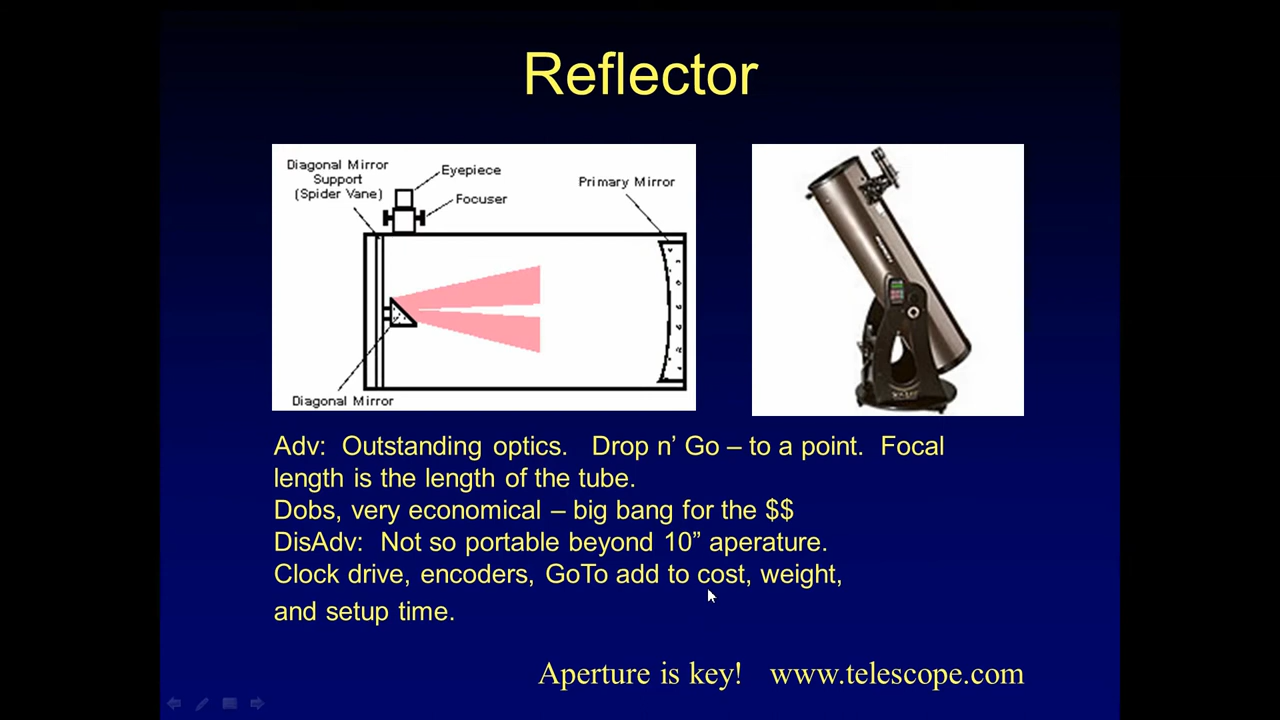 Reflector
Diagonal Mirror
Support
(Spider Vane)
Eyepiece
Focuser
Primary Mirror
Diagonal Mirror
Adv: Outstanding optics. Drop n’ Go – to a point. Focal
length is the length of the tube.
Dobs, very economical – big bang for the $$
DisAdv: Not so portable beyond 10” aperature.
Clock drive, encoders, GoTo add to cost, weight,
and setup time.
Aperture is key! www.telescope.com